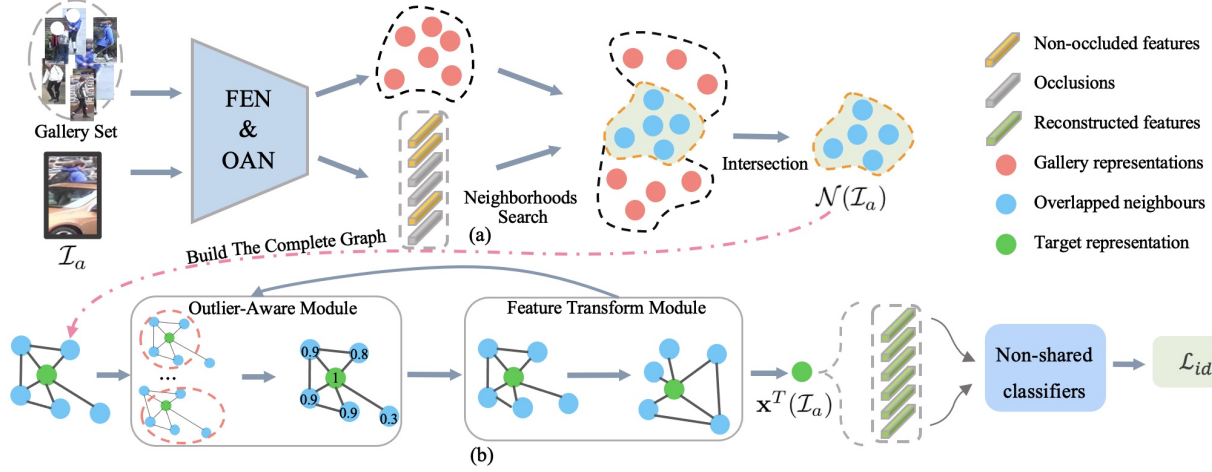 Gallery Set
𝓘ₐ
FEN
&
OAN
Neighborhoods
Search
(a)
Intersection
𝒩(𝓘ₐ)
Non-occluded features
Occlusions
Reconstructed features
Gallery representations
Overlapped neighbours
Target representation
Build The Complete Graph
Outlier-Aware Module
...
0.9
0.8
1
0.9
0.9
0.3
Feature Transform Module
(b)
𝐱ᵀ(𝓘ₐ)
Non-shared
classifiers
ℒid